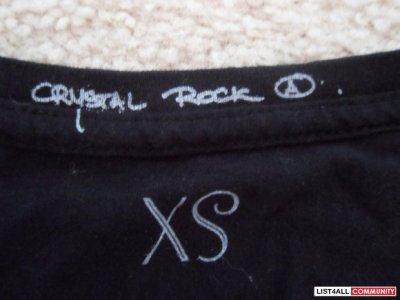 CRYSTAL ROCK Ⓐ
XS
LIST4ALL COMMUNITY